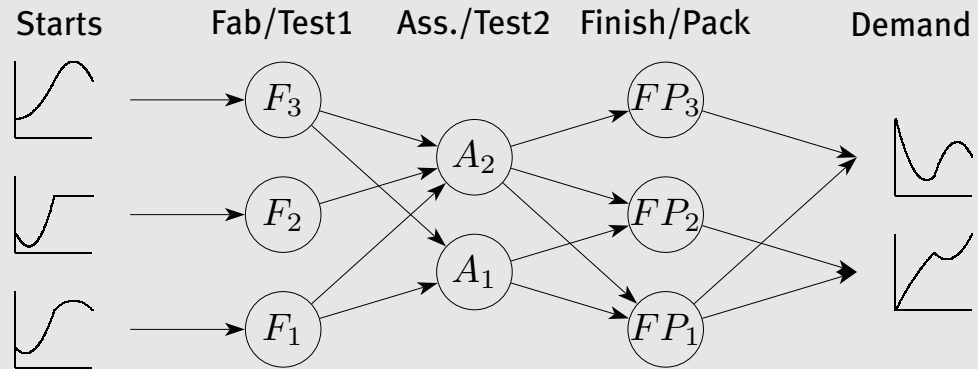 Starts Fab/Test1 Ass./Test2 Finish/Pack Demand
F₃ FP₃
A₂
F₂ FP₂
A₁
F₁ FP₁